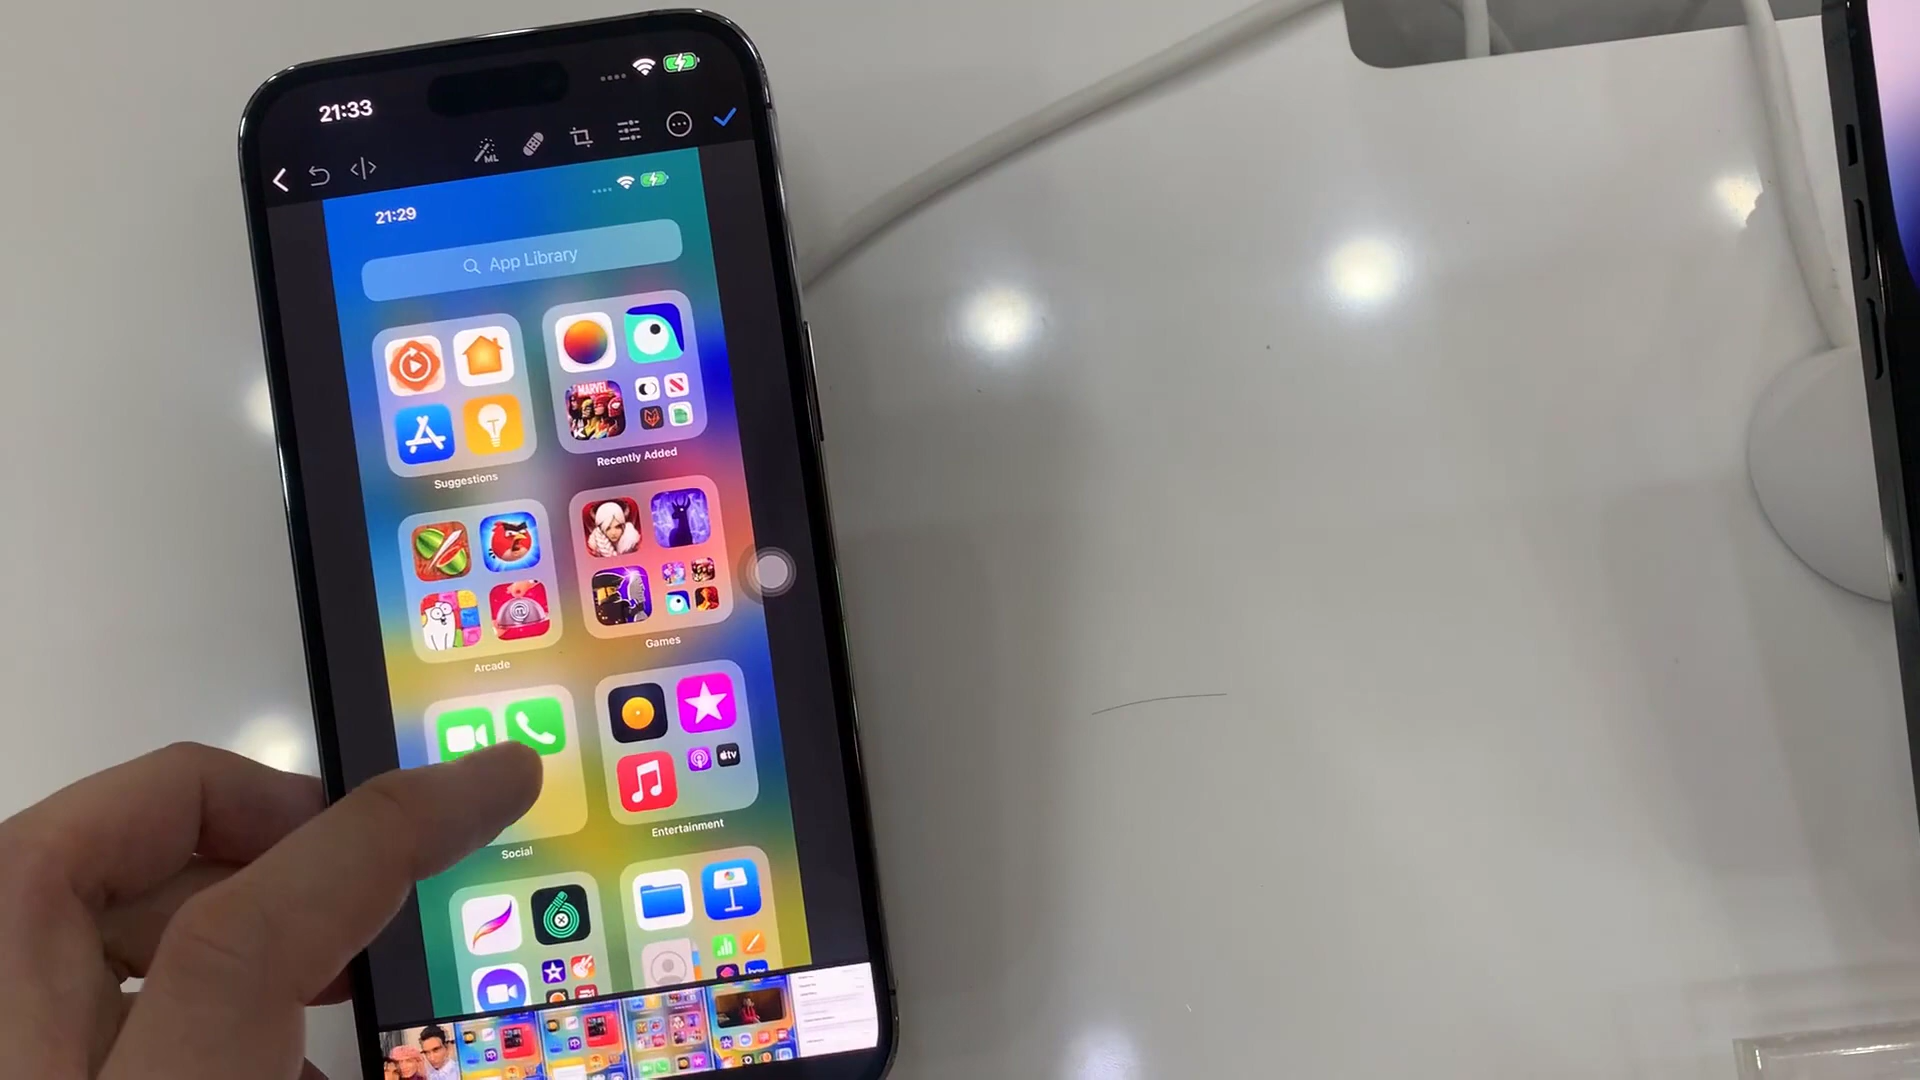 21:33
ML
21:29
App Library
MARVEL
Suggestions
Recently Added
Arcade
Games
tv
Entertainment
Social